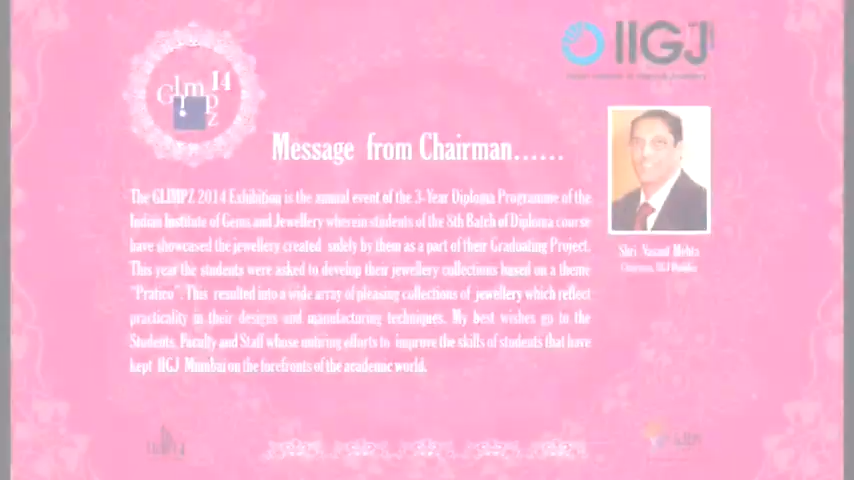 Glmpz 14
IIGJ
Message from Chairman......
The GLIMPZ 2014 Exhibition is the annual event of the 3-Year Diploma Programme of the
Indian Institute of Gems and Jewellery wherein students of the 8th Batch of Diploma course
have showcased the jewellery created solely by them as a part of their Graduating Project.
This year the students were asked to develop their jewellery collections based on a theme
"Pratico". This resulted into a wide array of pleasing collections of jewellery which reflect
practicality in their designs and manufacturing techniques. My best wishes go to the
Students, Faculty and Staff whose untiring efforts to improve the skills of students that have
kept IIGJ Mumbai on the forefronts of the academic world.
Shri Vasant Mehta
Chairman, IIGJ Mumbai